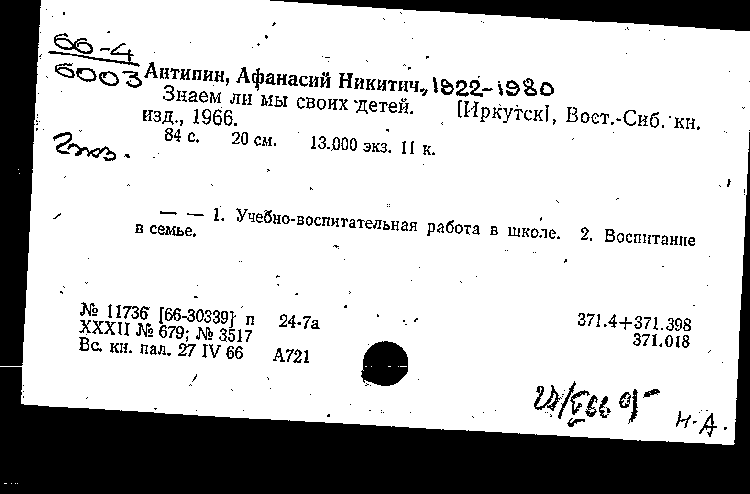 66-4
6003
Антипин, Афанасий Никитич, 1922-1980
Знаем ли мы своих детей. [Иркутск], Вост.-Сиб. кн.
изд., 1966.
84 с. 20 см. 13.000 экз. 11 к.
2 экз.
— — 1. Учебно-воспитательная работа в школе. 2. Воспитание
в семье.
№ 11736 [66-30339] п 24-7а 371.4+371.398
XXXII № 679; № 3517 371.018
Вс. кн. пал. 27 IV 66 А721
Н-А.